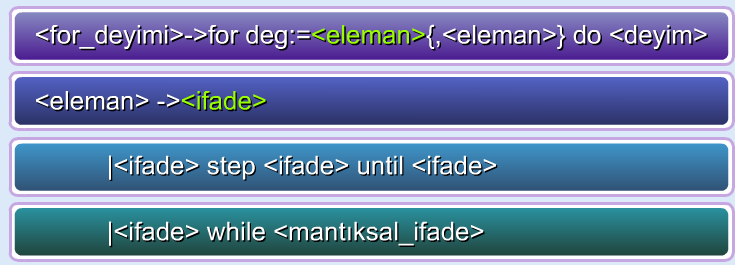 <for_deyimi>->for deg:=<eleman>{,<eleman>} do <deyim>
<eleman> -><ifade>
|<ifade> step <ifade> until <ifade>
|<ifade> while <mantıksal_ifade>